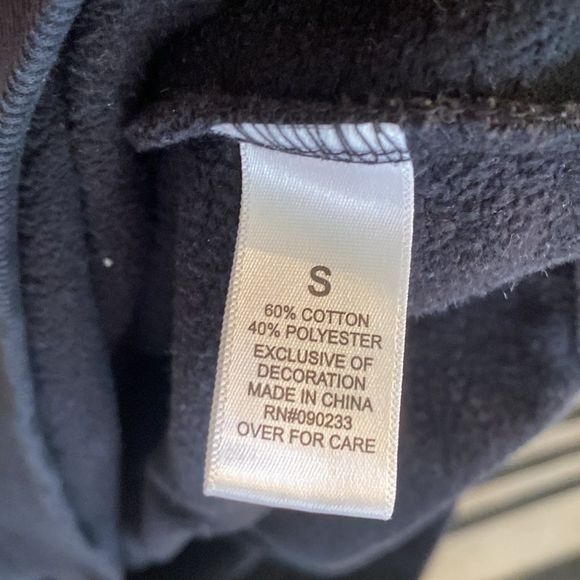 S
60% COTTON
40% POLYESTER
EXCLUSIVE OF
DECORATION
MADE IN CHINA
RN#090233
OVER FOR CARE